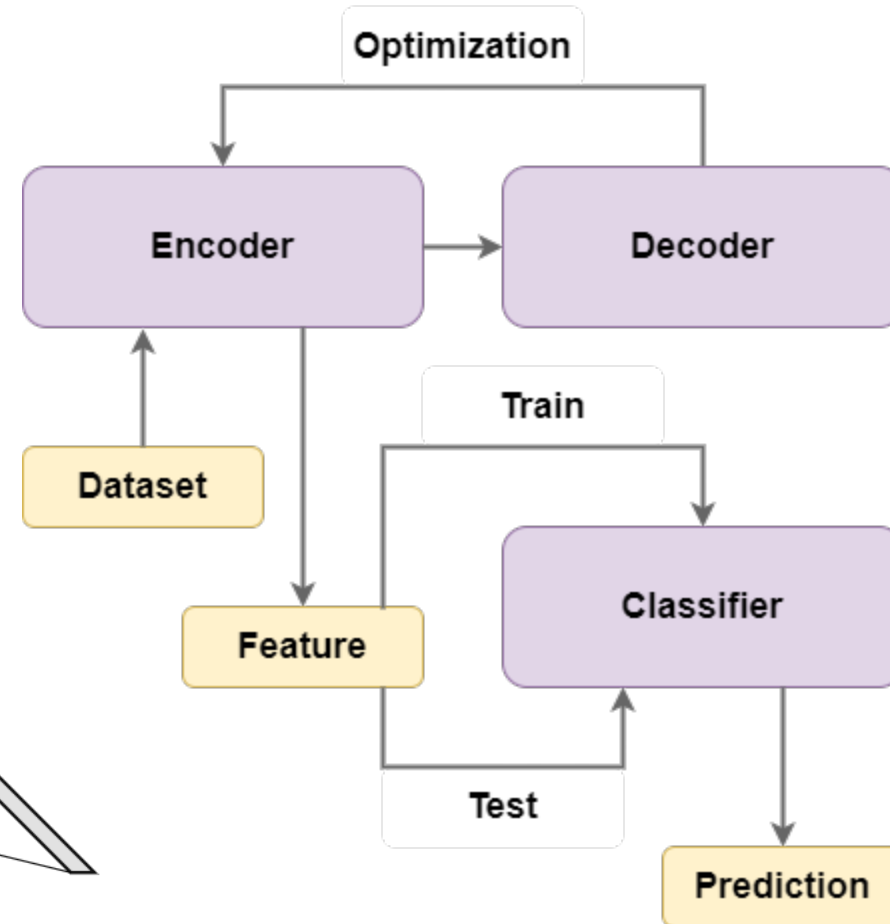 Optimization
Encoder
Decoder
Train
Dataset
Classifier
Feature
Test
Prediction